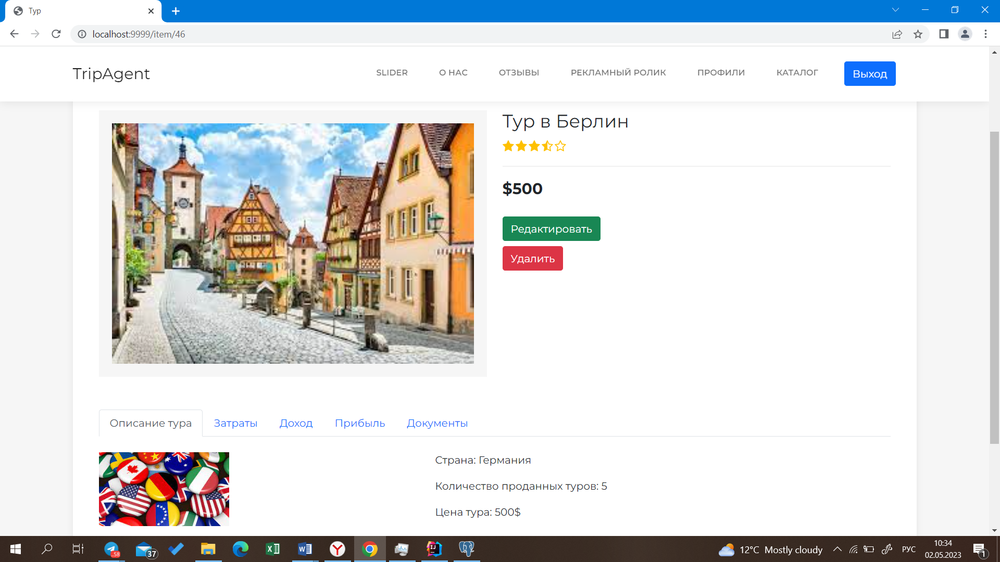 Тур
localhost:9999/item/46
TripAgent
SLIDER
О НАС
ОТЗЫВЫ
РЕКЛАМНЫЙ РОЛИК
ПРОФИЛИ
КАТАЛОГ
Выход
Тур в Берлин
$500
Редактировать
Удалить
Описание тура
Затраты
Доход
Прибыль
Документы
Страна: Германия
Количество проданных туров: 5
Цена тура: 500$
..58
37
12°C Mostly cloudy
РУС
10:34
02.05.2023
1